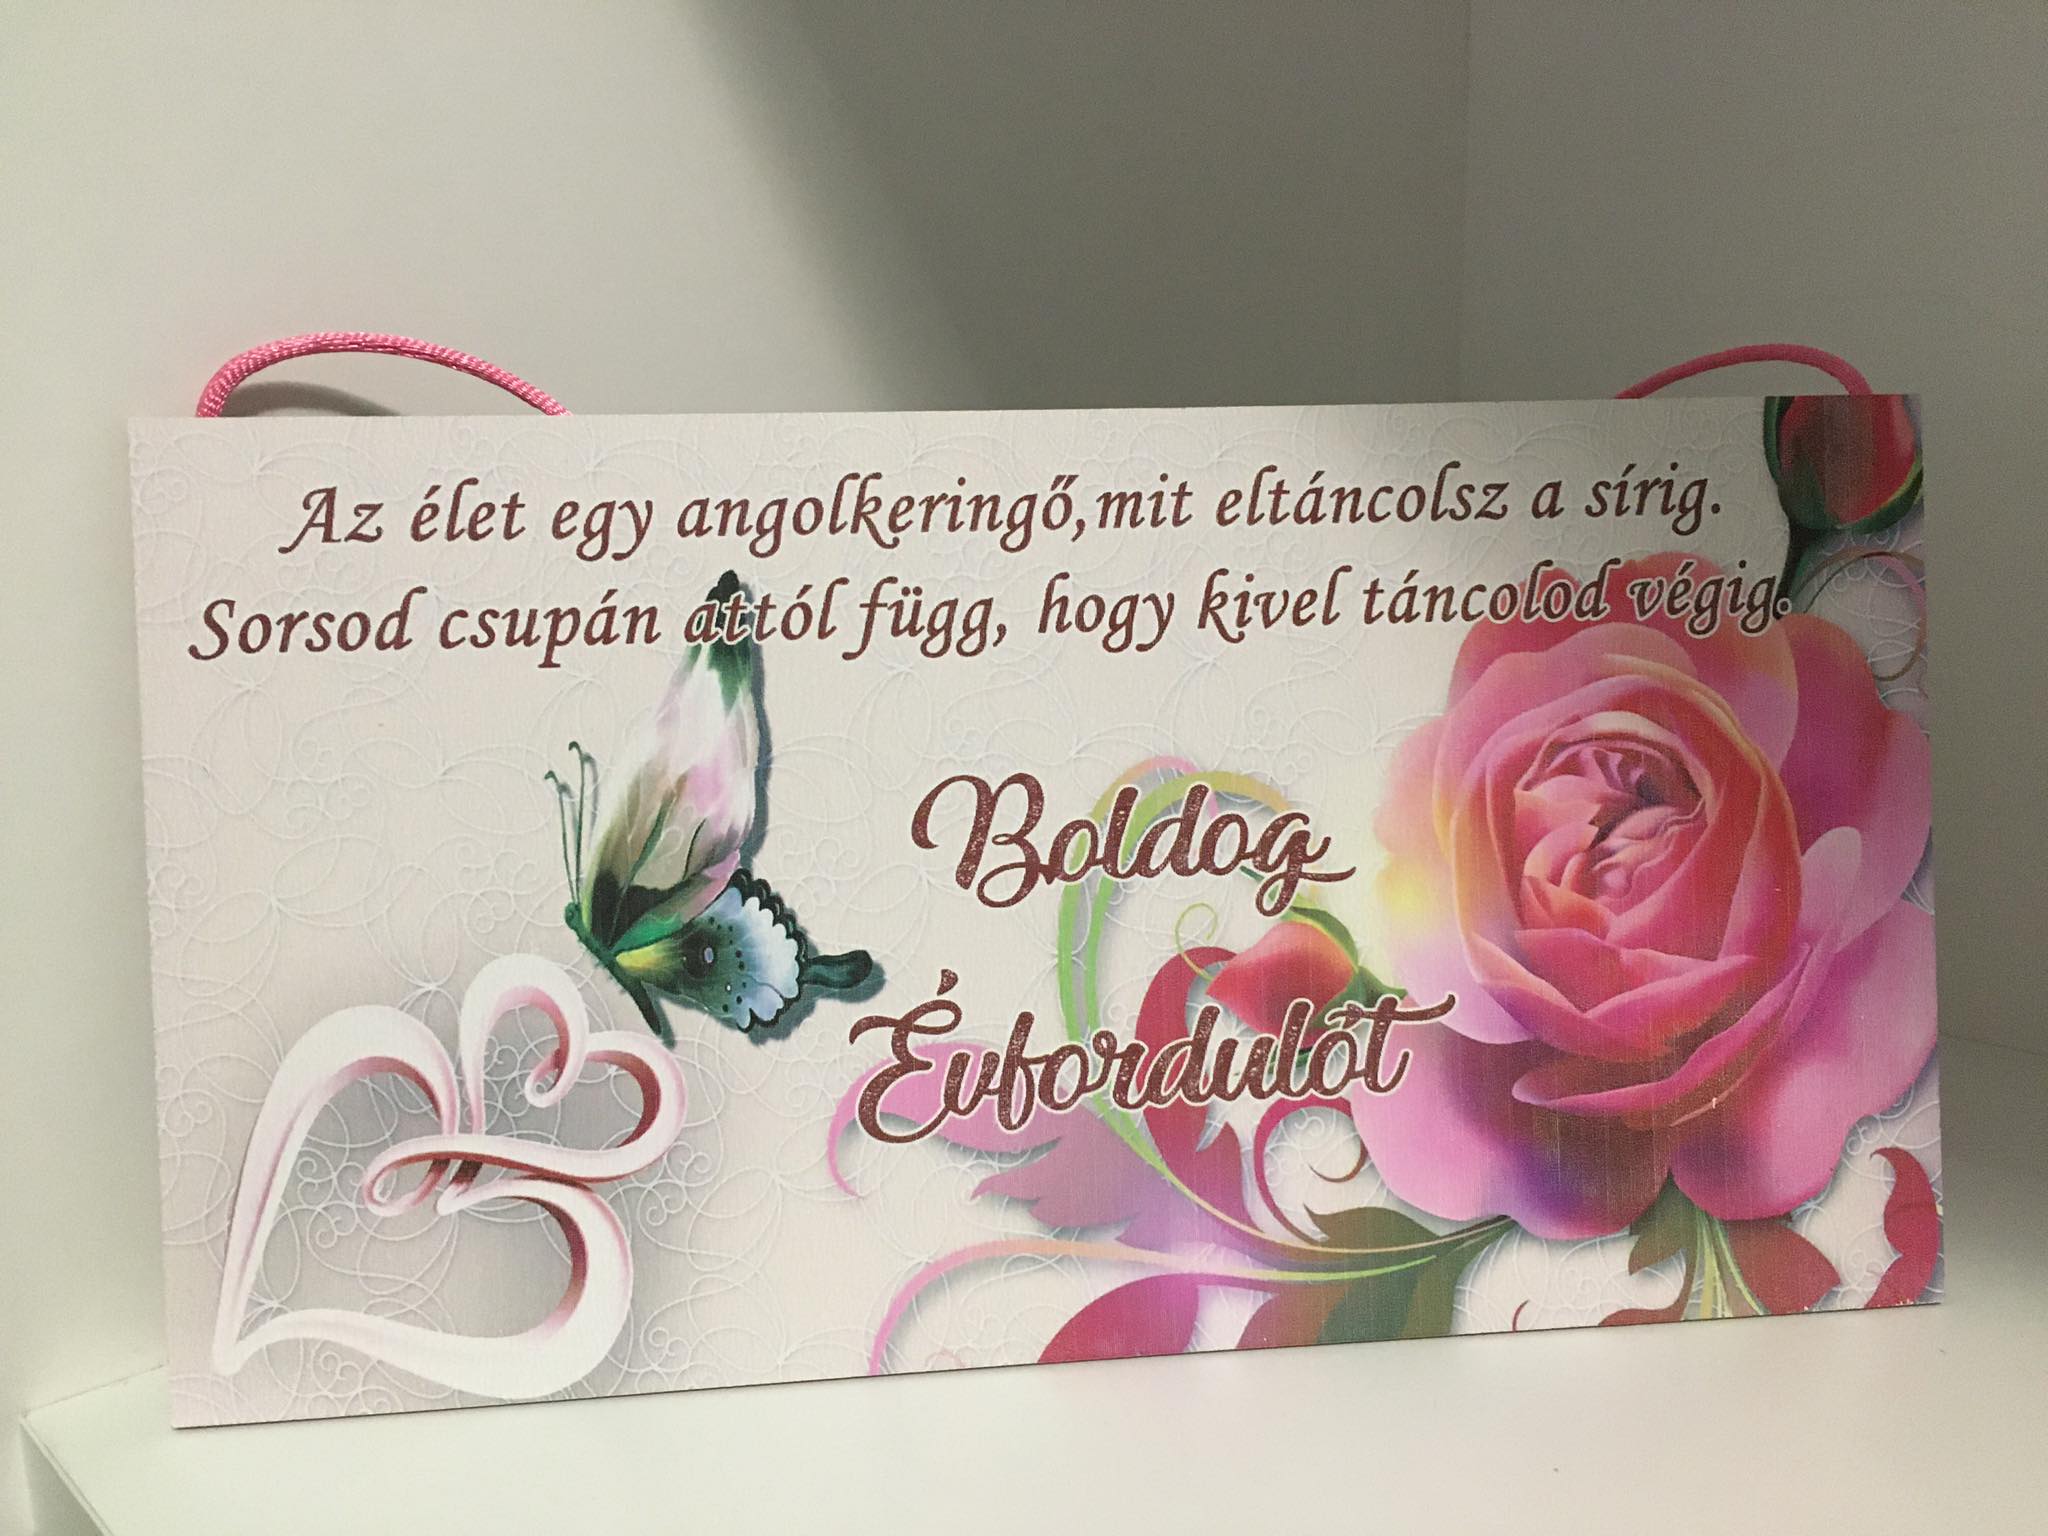 Az élet egy angolkeringő,mit eltáncolsz a sírig.
Sorsod csupán attól függ, hogy kivel táncolod végig.
Boldog
Évfordulót